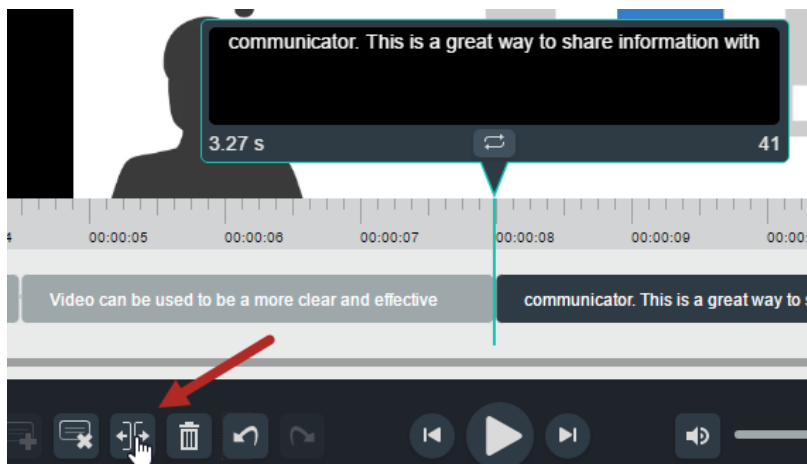 communicator. This is a great way to share information with
3.27 s 41
00:00:05 00:00:06 00:00:07 00:00:08 00:00:09 00:00:
Video can be used to be a more clear and effective communicator. This is a great way to